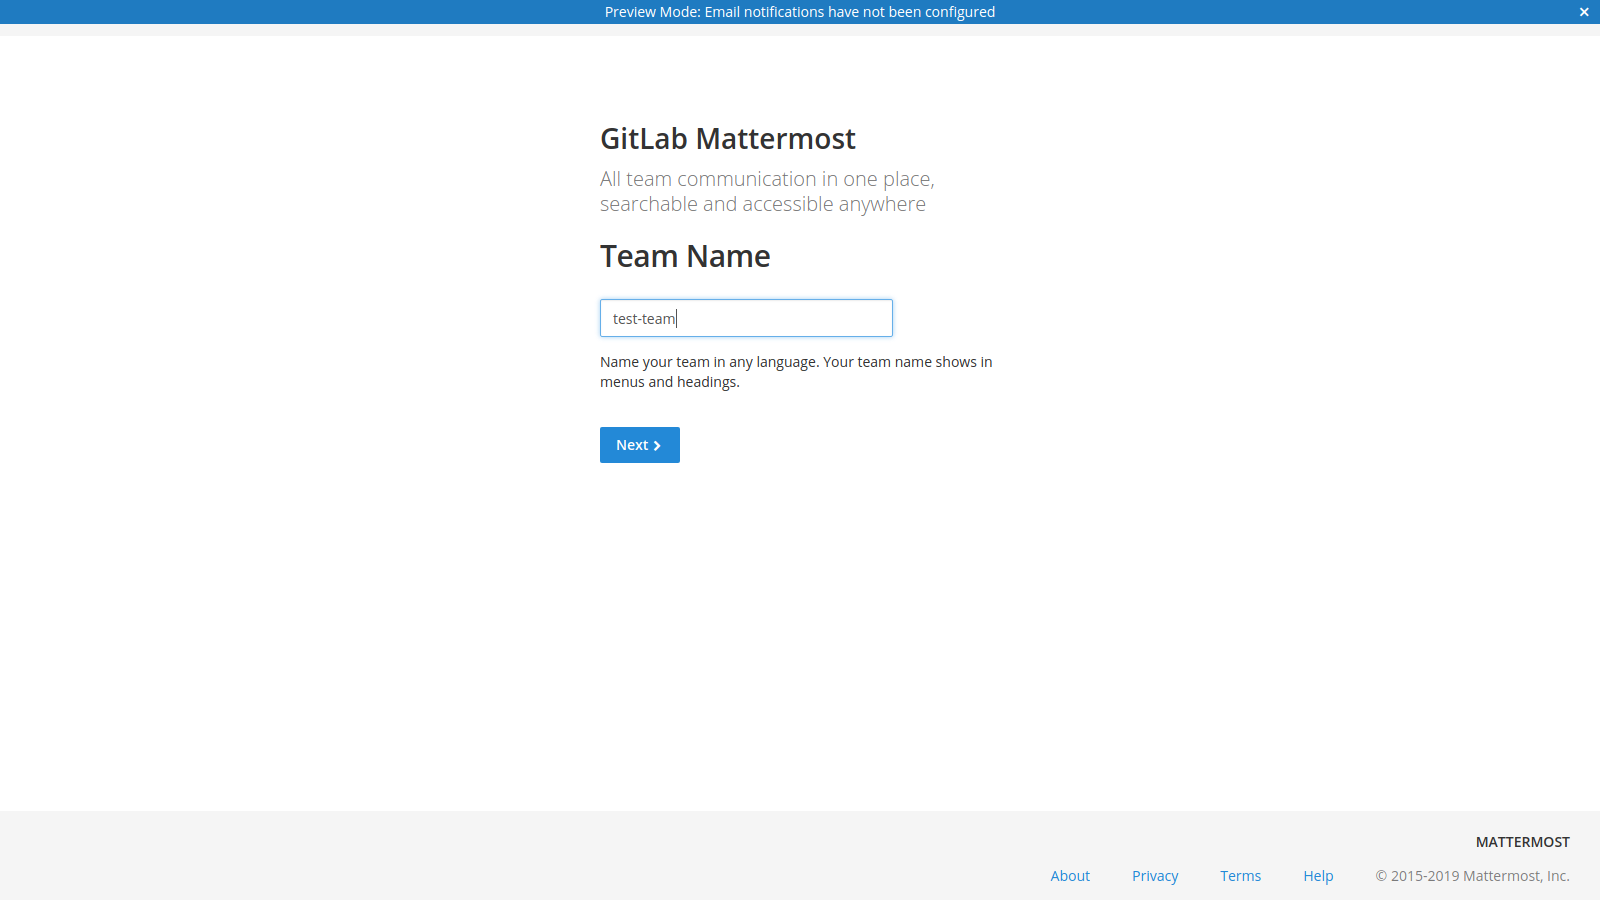 Preview Mode: Email notifications have not been configured
×
GitLab Mattermost
All team communication in one place,
searchable and accessible anywhere
Team Name
test-team
Name your team in any language. Your team name shows in
menus and headings.
Next
MATTERMOST
About
Privacy
Terms
Help
© 2015-2019 Mattermost, Inc.